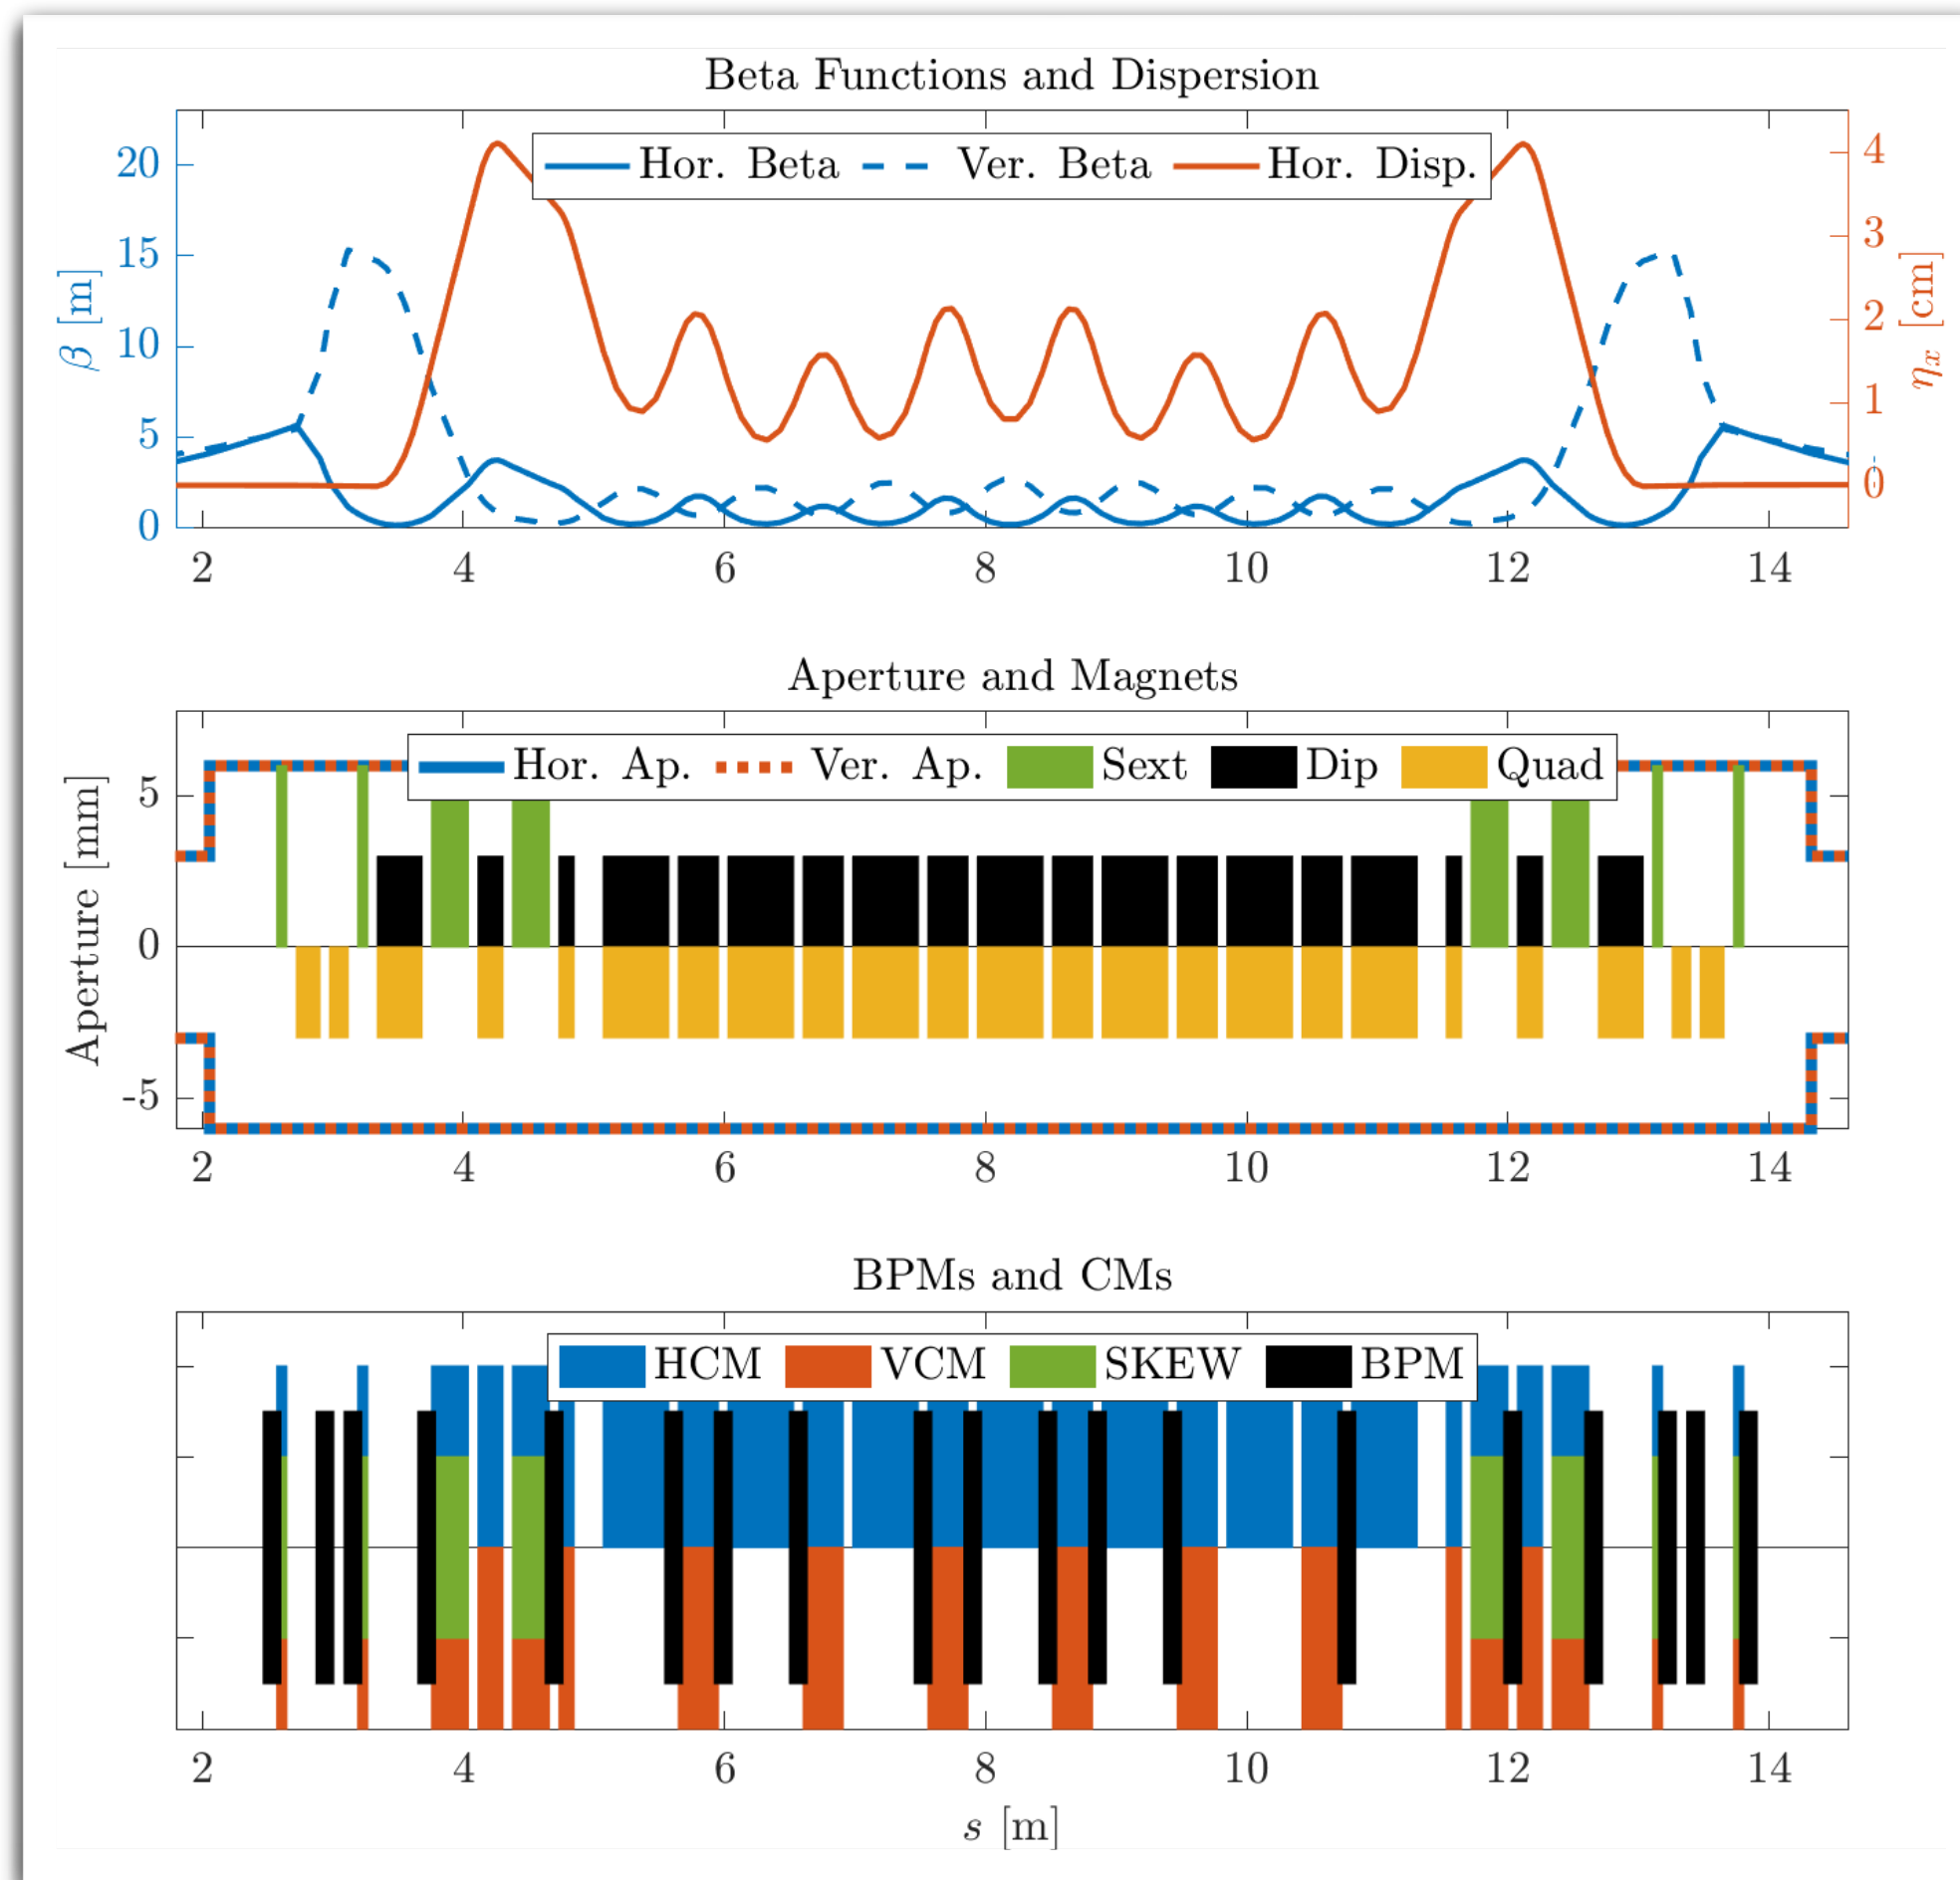 Beta Functions and Dispersion
Hor. Beta Ver. Beta Hor. Disp.
20
15
10
5
0
β [m]
4
3
2
1
0
ηx [cm]
2 4 6 8 10 12 14
Aperture and Magnets
Hor. Ap. Ver. Ap. Sext Dip Quad
5
0
-5
Aperture [mm]
2 4 6 8 10 12 14
BPMs and CMs
HCM VCM SKEW BPM
2 4 6 8 10 12 14
s [m]